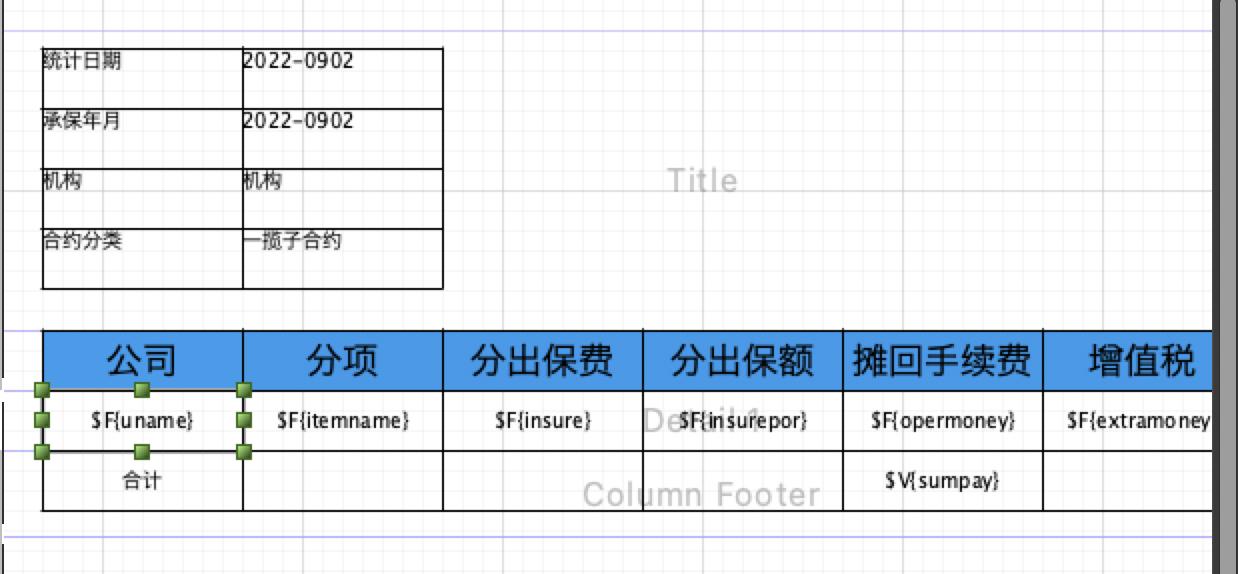 统计日期 2022-0902
承保年月 2022-0902
机构 机构
Title
合约分类 一揽子合约
公司 分项 分出保费 分出保额 摊回手续费 增值税
$F{uname} $F{itemname} $F{insure} Detail 1 $F{insurepor} $F{opermoney} $F{extramoney
合计 $V{sumpay}
Column Footer